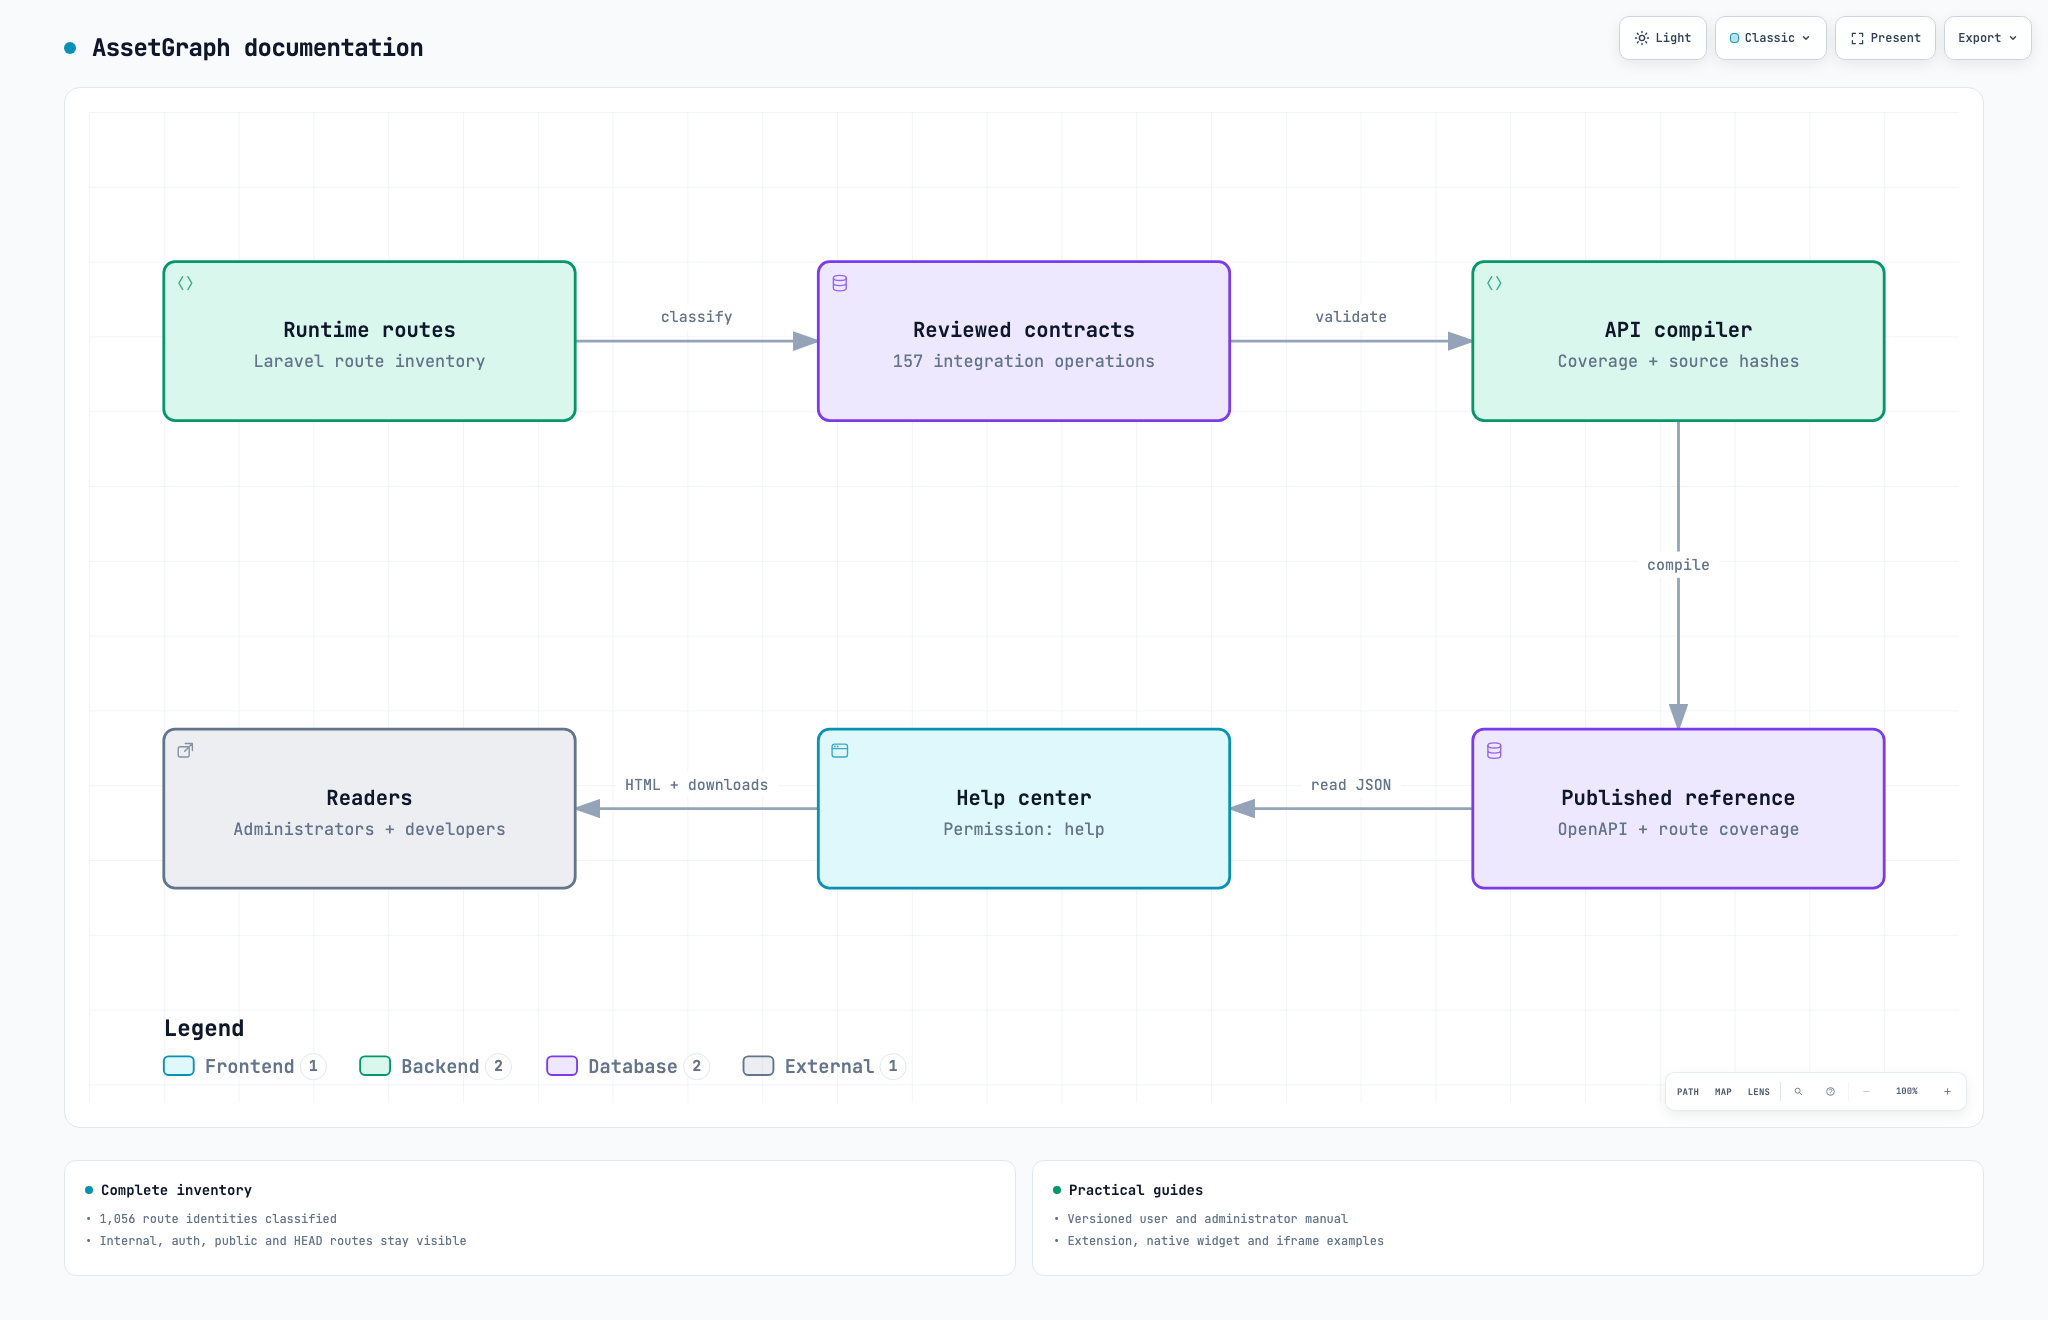 AssetGraph documentation
Light
Classic
Present
Export
Runtime routes
Laravel route inventory
classify
Reviewed contracts
157 integration operations
validate
API compiler
Coverage + source hashes
compile
Readers
Administrators + developers
HTML + downloads
Help center
Permission: help
read JSON
Published reference
OpenAPI + route coverage
Legend
Frontend 1
Backend 2
Database 2
External 1
PATH MAP LENS − 100% +
Complete inventory
• 1,056 route identities classified
• Internal, auth, public and HEAD routes stay visible
Practical guides
• Versioned user and administrator manual
• Extension, native widget and iframe examples